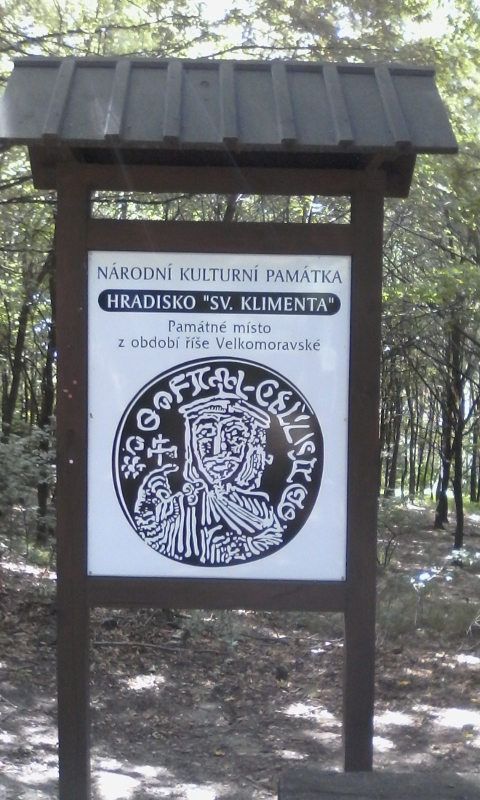 NÁRODNÍ KULTURNÍ PAMÁTKA
HRADISKO "SV. KLIMENTA"
Památné místo
z období říše Velkomoravské